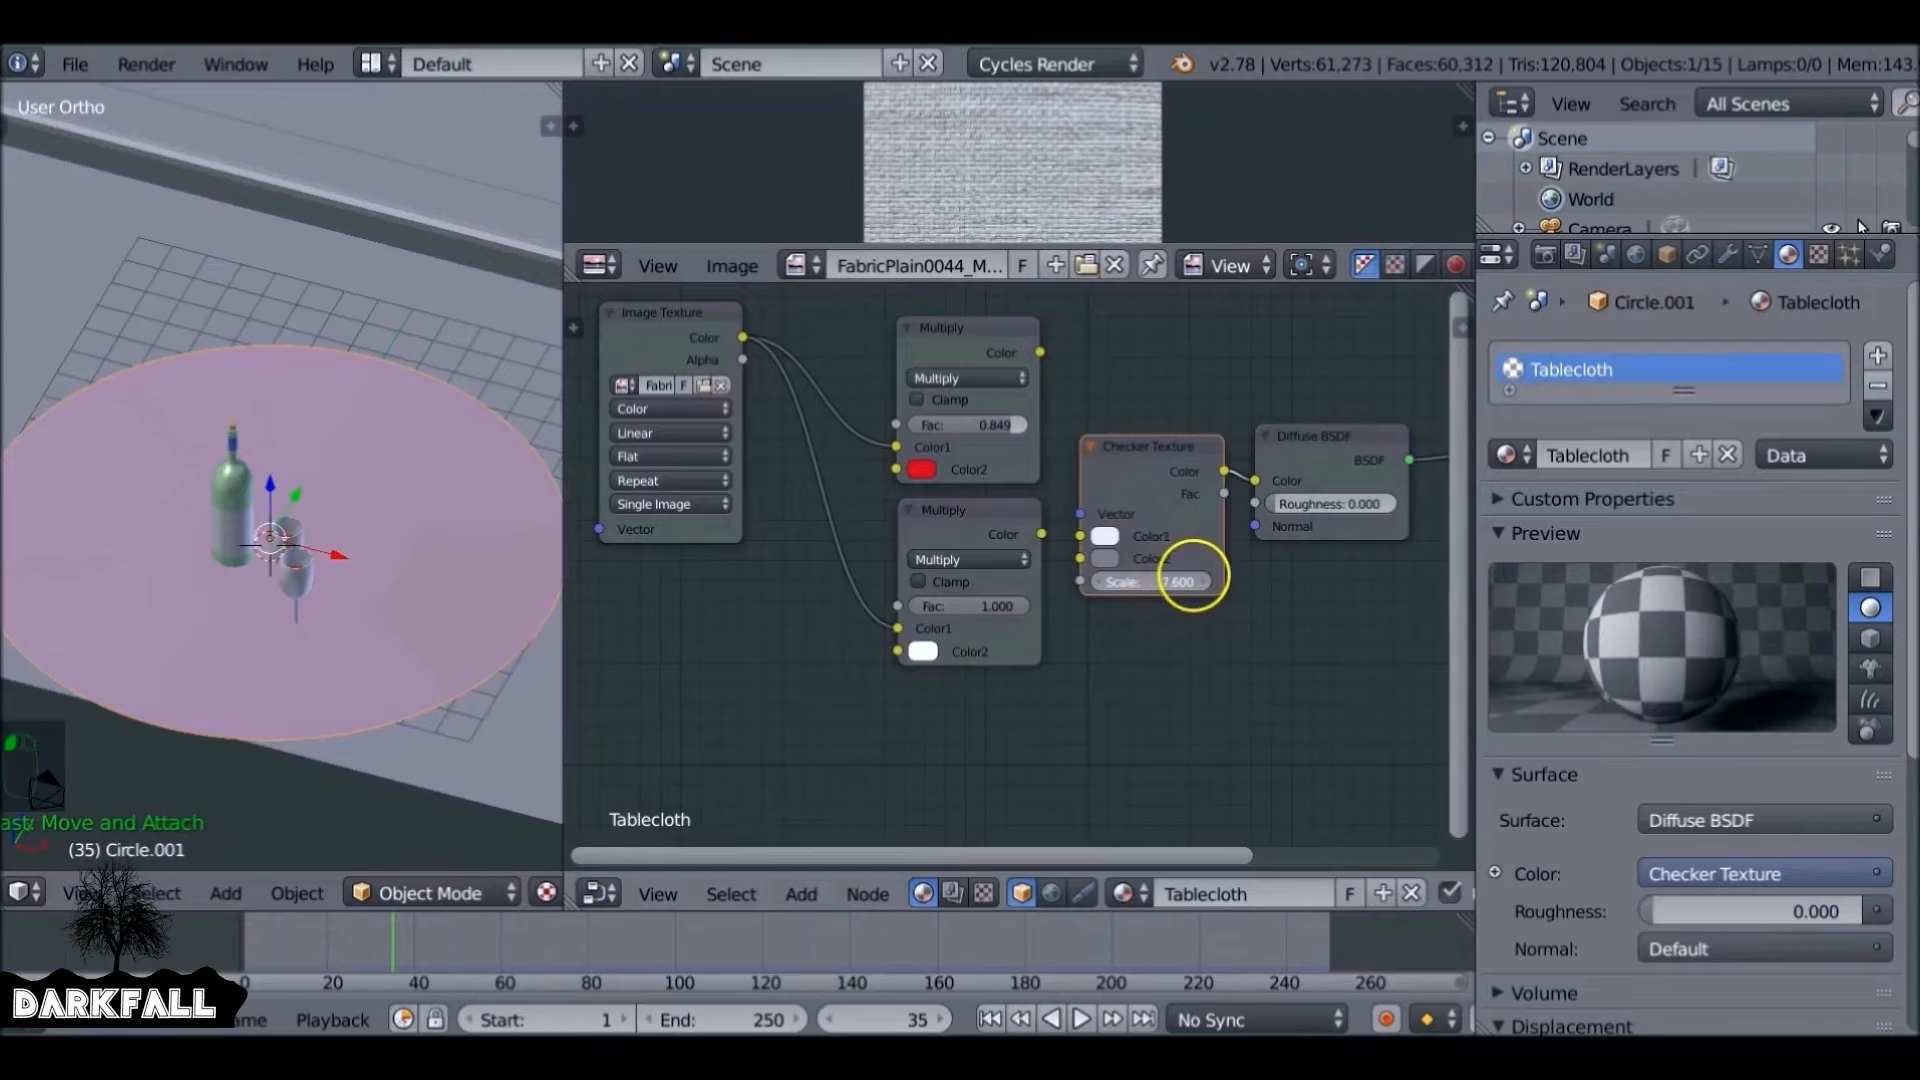 File Render Window Help Default Scene Cycles Render v2.78 | Verts:61,273 | Faces:60,312 | Tris:120,804 | Objects:1/15 | Lamps:0/0 | Mem:143.
User Ortho
View Search All Scenes
Scene
RenderLayers |
World
Camera
View Image FabricPlain0044_M... F View
Circle.001 Tablecloth
Tablecloth
Tablecloth F Data
Custom Properties
Preview
Surface
Surface: Diffuse BSDF
Color: Checker Texture
Roughness: 0.000
Normal: Default
Volume
Displacement
Image Texture
Color
Alpha
Fabri F
Color
Linear
Flat
Repeat
Single Image
Vector
Multiply
Color
Multiply
Clamp
Fac: 0.849
Color1
Color2
Multiply
Color
Multiply
Clamp
Fac: 1.000
Color1
Color2
Checker Texture
Color
Fac
Vector
Color1
Scale: 7.600
Diffuse BSDF
BSDF
Color
Roughness: 0.000
Normal
Tablecloth
Move and Attach
(35) Circle.001
Add Object Object Mode
View Select Add Node Tablecloth F
20 40 60 80 100 120 140 160 180 200 220 240 260
DARKFALL
Playback Start: 1 End: 250 35 No Sync